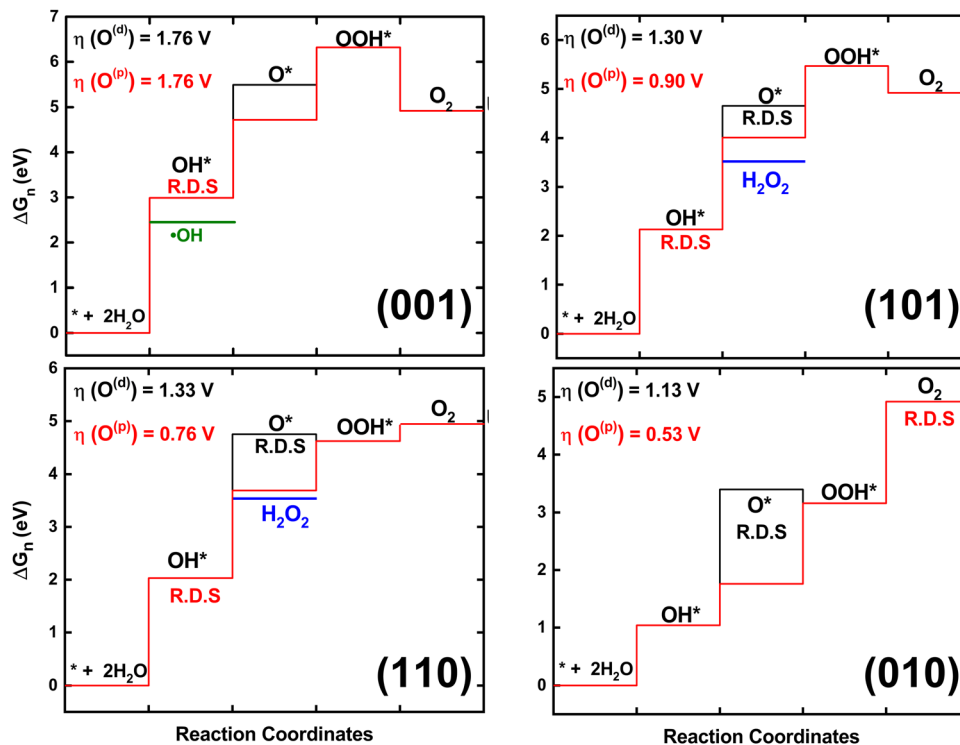 7
6
5
4
3
2
1
0
ΔG_n (eV)
η (O^(d)) = 1.76 V
η (O^(p)) = 1.76 V
OOH*
O*
O₂
OH*
R.D.S
•OH
* + 2H₂O
(001)
6
5
4
3
2
1
0
η (O^(d)) = 1.30 V
η (O^(p)) = 0.90 V
OOH*
O₂
O*
R.D.S
H₂O₂
OH*
R.D.S
* + 2H₂O
(101)
6
5
4
3
2
1
0
ΔG_n (eV)
η (O^(d)) = 1.33 V
η (O^(p)) = 0.76 V
O₂
O*
R.D.S
OOH*
H₂O₂
OH*
R.D.S
* + 2H₂O
(110)
Reaction Coordinates
5
4
3
2
1
0
η (O^(d)) = 1.13 V
η (O^(p)) = 0.53 V
O₂
R.D.S
O*
R.D.S
OOH*
OH*
* + 2H₂O
(010)
Reaction Coordinates